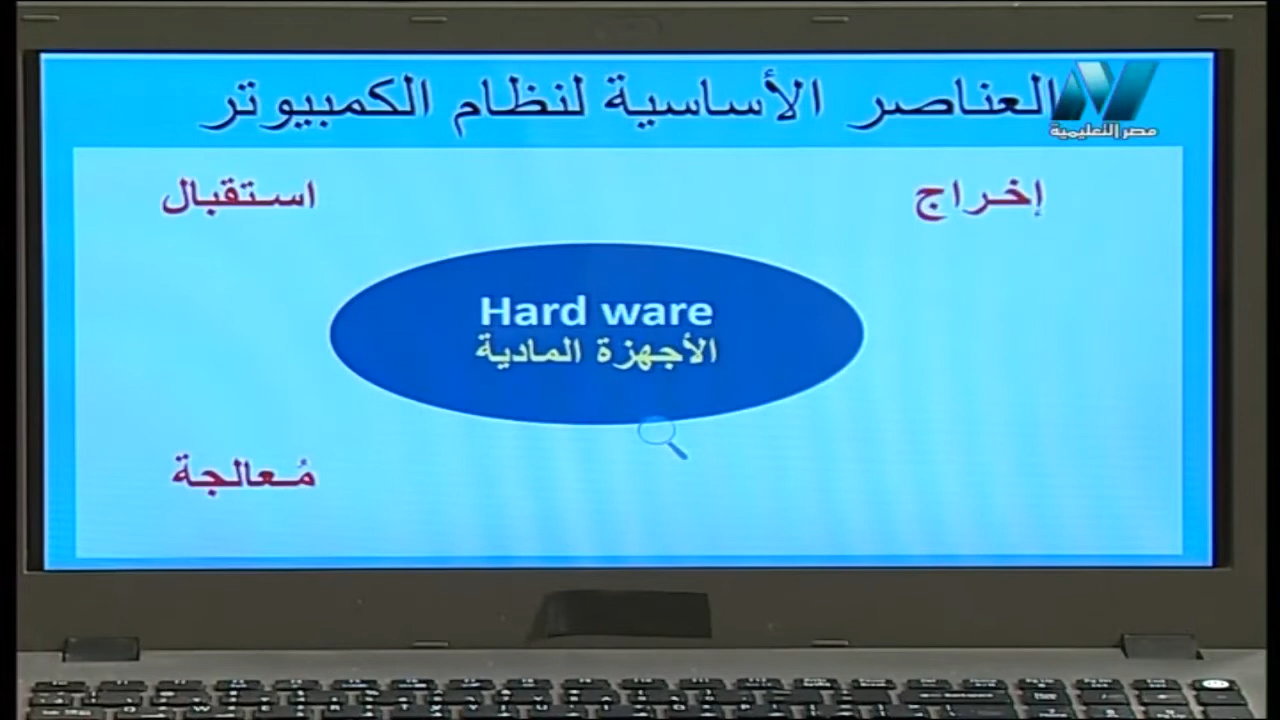 العناصر الأساسية لنظام الكمبيوتر
مصر التعليمية
إخراج
استقبال
Hard ware
الأجهزة المادية
مُعالجة